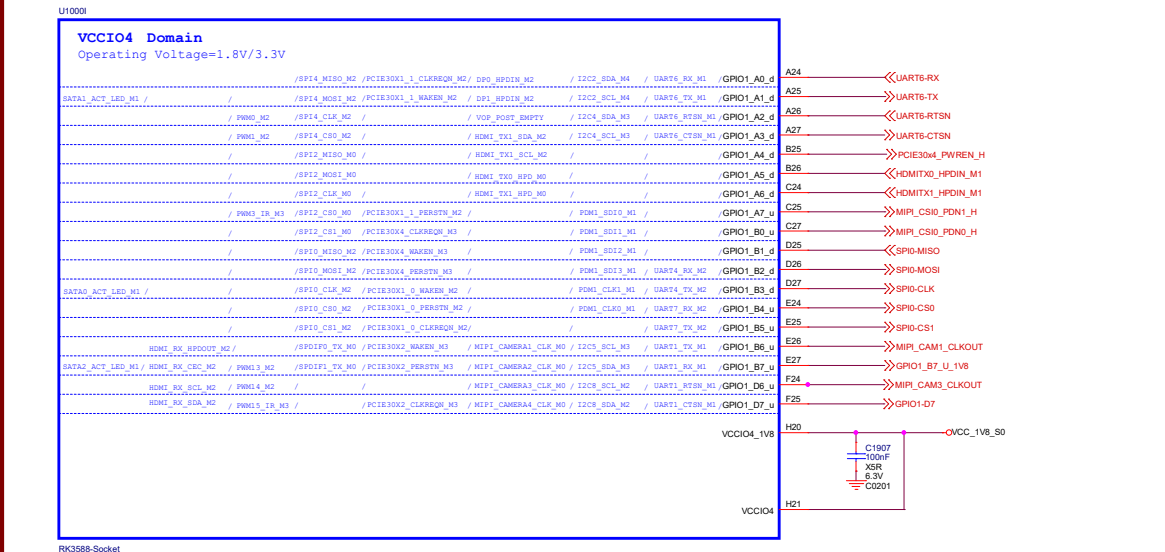 U1000I
VCCIO4 Domain
Operating Voltage=1.8V/3.3V
/SPI4_MISO_M2 /PCIE30X1_1_CLKREQN_M2/ DP0_HPDIN_M2 / I2C2_SDA_M4 / UART6_RX_M1 /GPIO1_A0_d A24 UART6-RX
SATA1_ACT_LED_M1 / / /SPI4_MOSI_M2 /PCIE30X1_1_WAKEN_M2 / DP1_HPDIN_M2 / I2C2_SCL_M4 / UART6_TX_M1 /GPIO1_A1_d A25 UART6-TX
/ PWM0_M2 /SPI4_CLK_M2 / / VOP_POST_EMPTY / I2C4_SDA_M3 / UART6_RTSN_M1 /GPIO1_A2_d A26 UART6-RTSN
/ PWM1_M2 /SPI4_CS0_M2 / HDMI_TX1_SDA_M2 / I2C4_SCL_M3 / UART6_CTSN_M1 /GPIO1_A3_d A27 UART6-CTSN
/ /SPI2_MISO_M0 / / HDMI_TX1_SCL_M2 / / /GPIO1_A4_d B25 PCIE30x4_PWREN_H
/ /SPI2_MOSI_M0 / HDMI_TX0_HPD_M0 / / /GPIO1_A5_d B26 HDMITX0_HPDIN_M1
/ /SPI2_CLK_M0 / / HDMI_TX1_HPD_M0 / / /GPIO1_A6_d C24 HDMITX1_HPDIN_M1
/ PWM3_IR_M3 /SPI2_CS0_M0 /PCIE30X1_1_PERSTN_M2 / / PDM1_SDI0_M1 / /GPIO1_A7_u C25 MIPI_CSI0_PDN1_H
/ /SPI2_CS1_M0 /PCIE30X4_CLKREQN_M3 / / PDM1_SDI1_M1 / /GPIO1_B0_u C27 MIPI_CSI0_PDN0_H
/ /SPI0_MISO_M2 /PCIE30X4_WAKEN_M3 / / PDM1_SDI2_M1 / /GPIO1_B1_d D25 SPI0-MISO
/ /SPI0_MOSI_M2 /PCIE30X4_PERSTN_M3 / / PDM1_SDI3_M1 / UART4_RX_M2 /GPIO1_B2_d D26 SPI0-MOSI
SATA0_ACT_LED_M1 / / /SPI0_CLK_M2 /PCIE30X1_0_WAKEN_M2 / / PDM1_CLK1_M1 / UART4_TX_M2 /GPIO1_B3_d D27 SPI0-CLK
/ /SPI0_CS0_M2 /PCIE30X1_0_PERSTN_M2 / / PDM1_CLK0_M1 / UART7_RX_M2 /GPIO1_B4_u E24 SPI0-CS0
/ /SPI0_CS1_M2 /PCIE30X1_0_CLKREQN_M2/ / / UART7_TX_M2 /GPIO1_B5_u E25 SPI0-CS1
HDMI_RX_HPDOUT_M2 / /SPDIF0_TX_M0 /PCIE30X2_WAKEN_M3 / MIPI_CAMERA1_CLK_M0 / I2C5_SCL_M3 / UART1_TX_M1 /GPIO1_B6_u E26 MIPI_CAM1_CLKOUT
SATA2_ACT_LED_M1/ HDMI_RX_CEC_M2 / PWM13_M2 /SPDIF1_TX_M0 /PCIE30X2_PERSTN_M3 / MIPI_CAMERA2_CLK_M0 / I2C5_SDA_M3 / UART1_RX_M1 /GPIO1_B7_u E27 GPIO1_B7_U_1V8
HDMI_RX_SCL_M2 / PWM14_M2 / / / MIPI_CAMERA3_CLK_M0 / I2C8_SCL_M2 / UART1_RTSN_M1 /GPIO1_D6_u F24 MIPI_CAM3_CLKOUT
HDMI_RX_SDA_M2 / PWM15_IR_M3 / /PCIE30X2_CLKREQN_M3 / MIPI_CAMERA4_CLK_M0 / I2C8_SDA_M2 / UART1_CTSN_M1 /GPIO1_D7_u F25 GPIO1-D7
VCCIO4_1V8 H20 VCC_1V8_S0
C1907
100nF
X5R
6.3V
C0201
VCCIO4 H21
RK3588-Socket